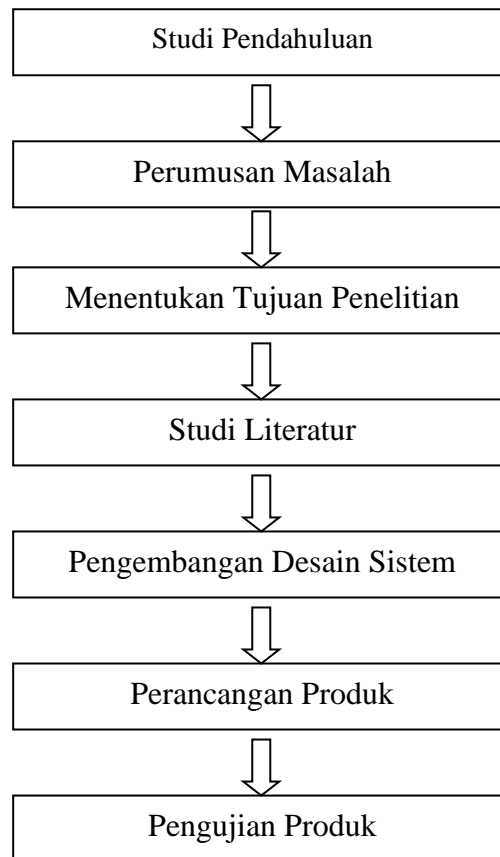 Studi Pendahuluan
Perumusan Masalah
Menentukan Tujuan Penelitian
Studi Literatur
Pengembangan Desain Sistem
Perancangan Produk
Pengujian Produk